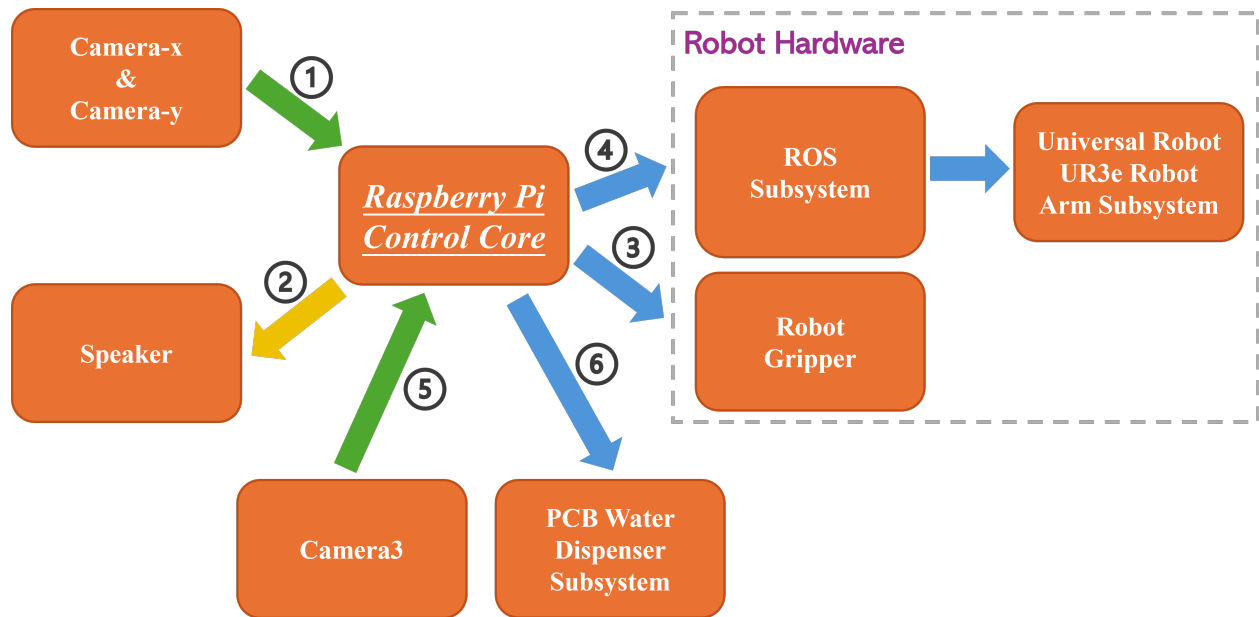 Camera-x
&
Camera-y
①
Robot Hardware
ROS
Subsystem
Universal Robot
UR3e Robot
Arm Subsystem
④
Raspberry Pi
Control Core
③
②
Speaker
Robot
Gripper
⑤
⑥
Camera3
PCB Water
Dispenser
Subsystem